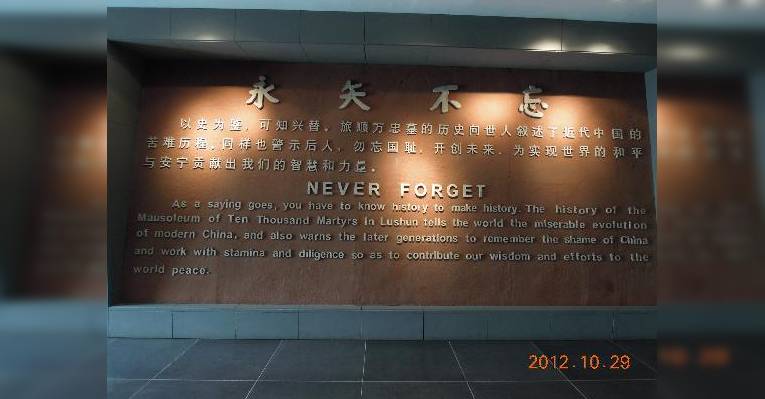 永矢不忘
以史为鉴，可知兴替。旅顺万忠墓的历史向世人叙述了近代中国的
苦难历程。同样也警示后人，勿忘国耻，开创未来，为实现世界的和平
与安宁贡献出我们的智慧和力量。
NEVER FORGET
As a saying goes, you have to know history to make history. The history of the
Mausoleum of Ten Thousand Martyrs in Lushun tells the world the miserable evolution
of modern China, and also warns the later generations to remember the shame of China
and work with stamina and diligence so as to contribute our wisdom and efforts to the
world peace.
2012.10.29